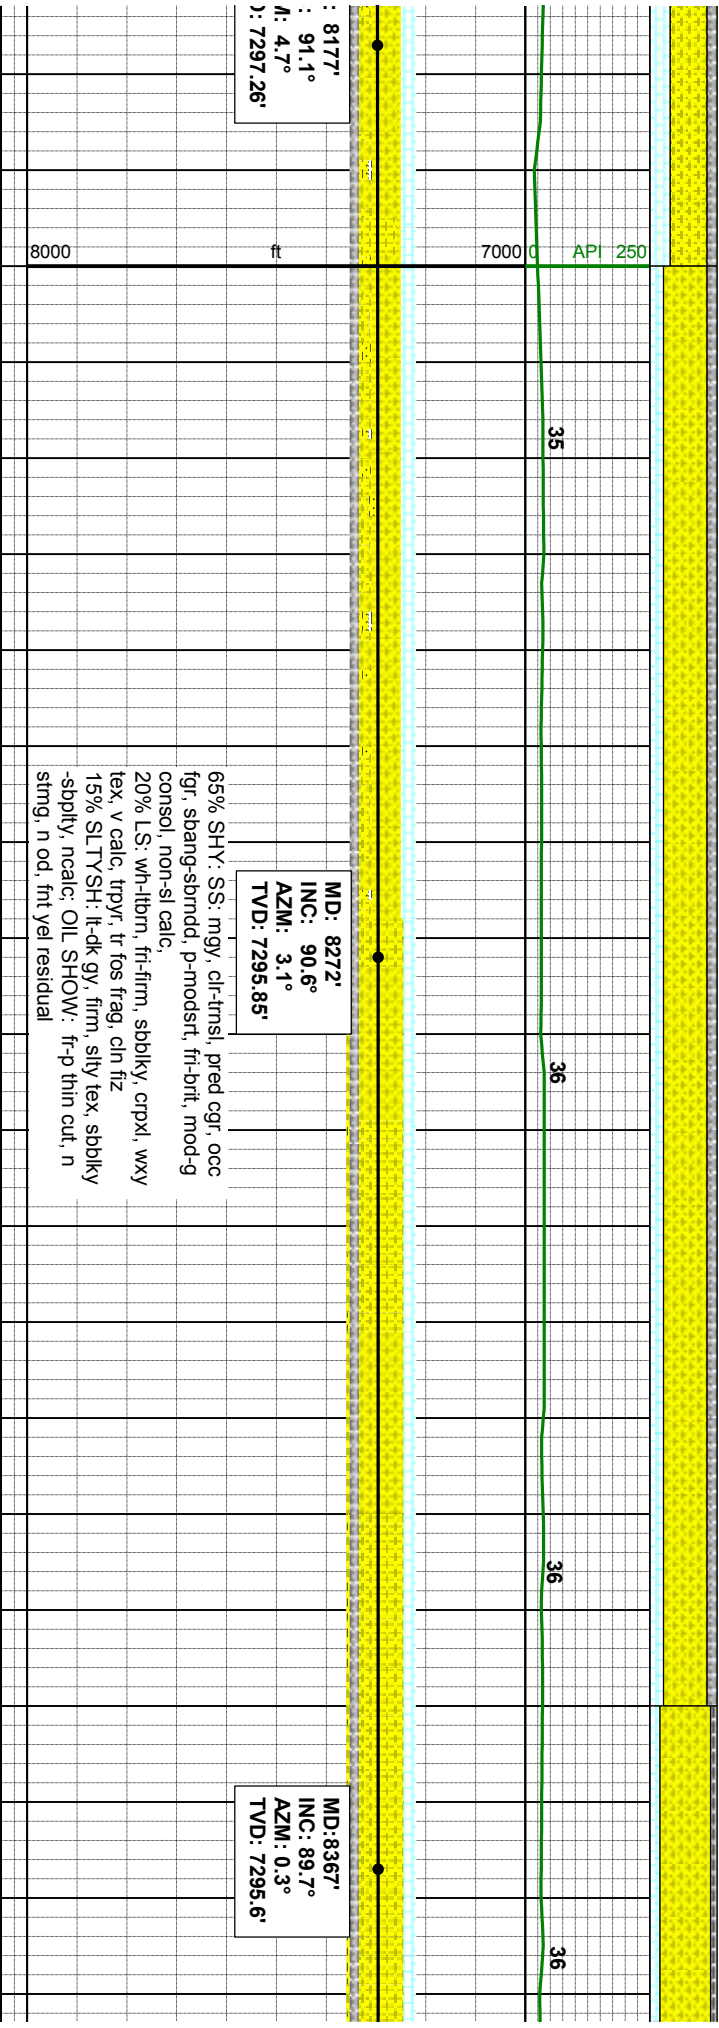 : 8177'
: 91.1°
M: 4.7°
D: 7297.26'
8000
ft
7000
0
API
250
35
MD: 8272'
INC: 90.6°
AZM: 3.1°
TVD: 7295.85'
65% SHY: SS: mgy, clr-trnsl, pred cgr, occ
fgr, sbang-sbrndd, p-modsrt, fri-brit, mod-g
consol, non-sl calc,
20% LS: wh-ltbrn, fri-firm, sbblky, crpxl, wxy
tex, v calc, trpyr, tr fos frag, cln fiz
15% SLTYSH: lt-dk gy, firm, slty tex, sbblky
-sbplty, ncalc; OIL SHOW: fr-p thin cut, n
stmg, n od, fnt yel residual
36
36
MD:8367'
INC: 89.7°
AZM: 0.3°
TVD: 7295.6'
36